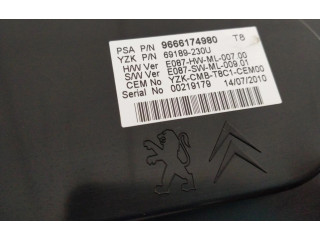 PSA P/N 9666174980 T8
YZK P/N 69189-230U
H/W Ver E087-HW-ML-007.00
S/W Ver E087-SW-ML-009.01
CEM No YZK-CMB-T8C1-CEM00
Serial No 00219179 14/07/2010